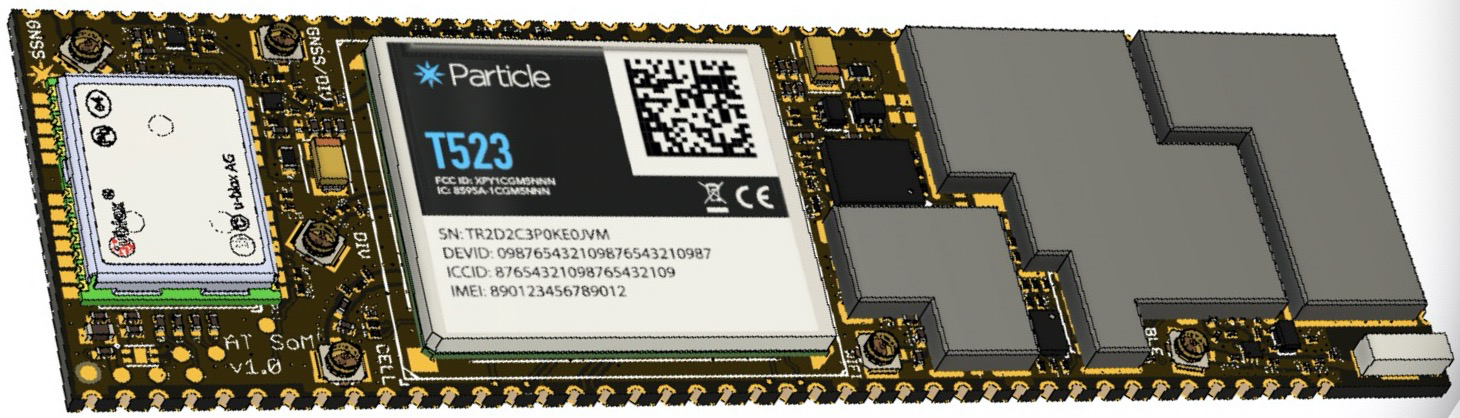 GNSS
GNSS/DIV
Particle
T523
FCC ID: XPY1CGM5NNN
IC: 8595A-1CGM5NNN
CE
SN: TR2D2C3P0KE0JVM
DEVID: 098765432109876543210987
ICCID: 87654321098765432109
IMEI: 890123456789012
u-blox AG
DIV
AT SoM
v1.0
CELL
BLE